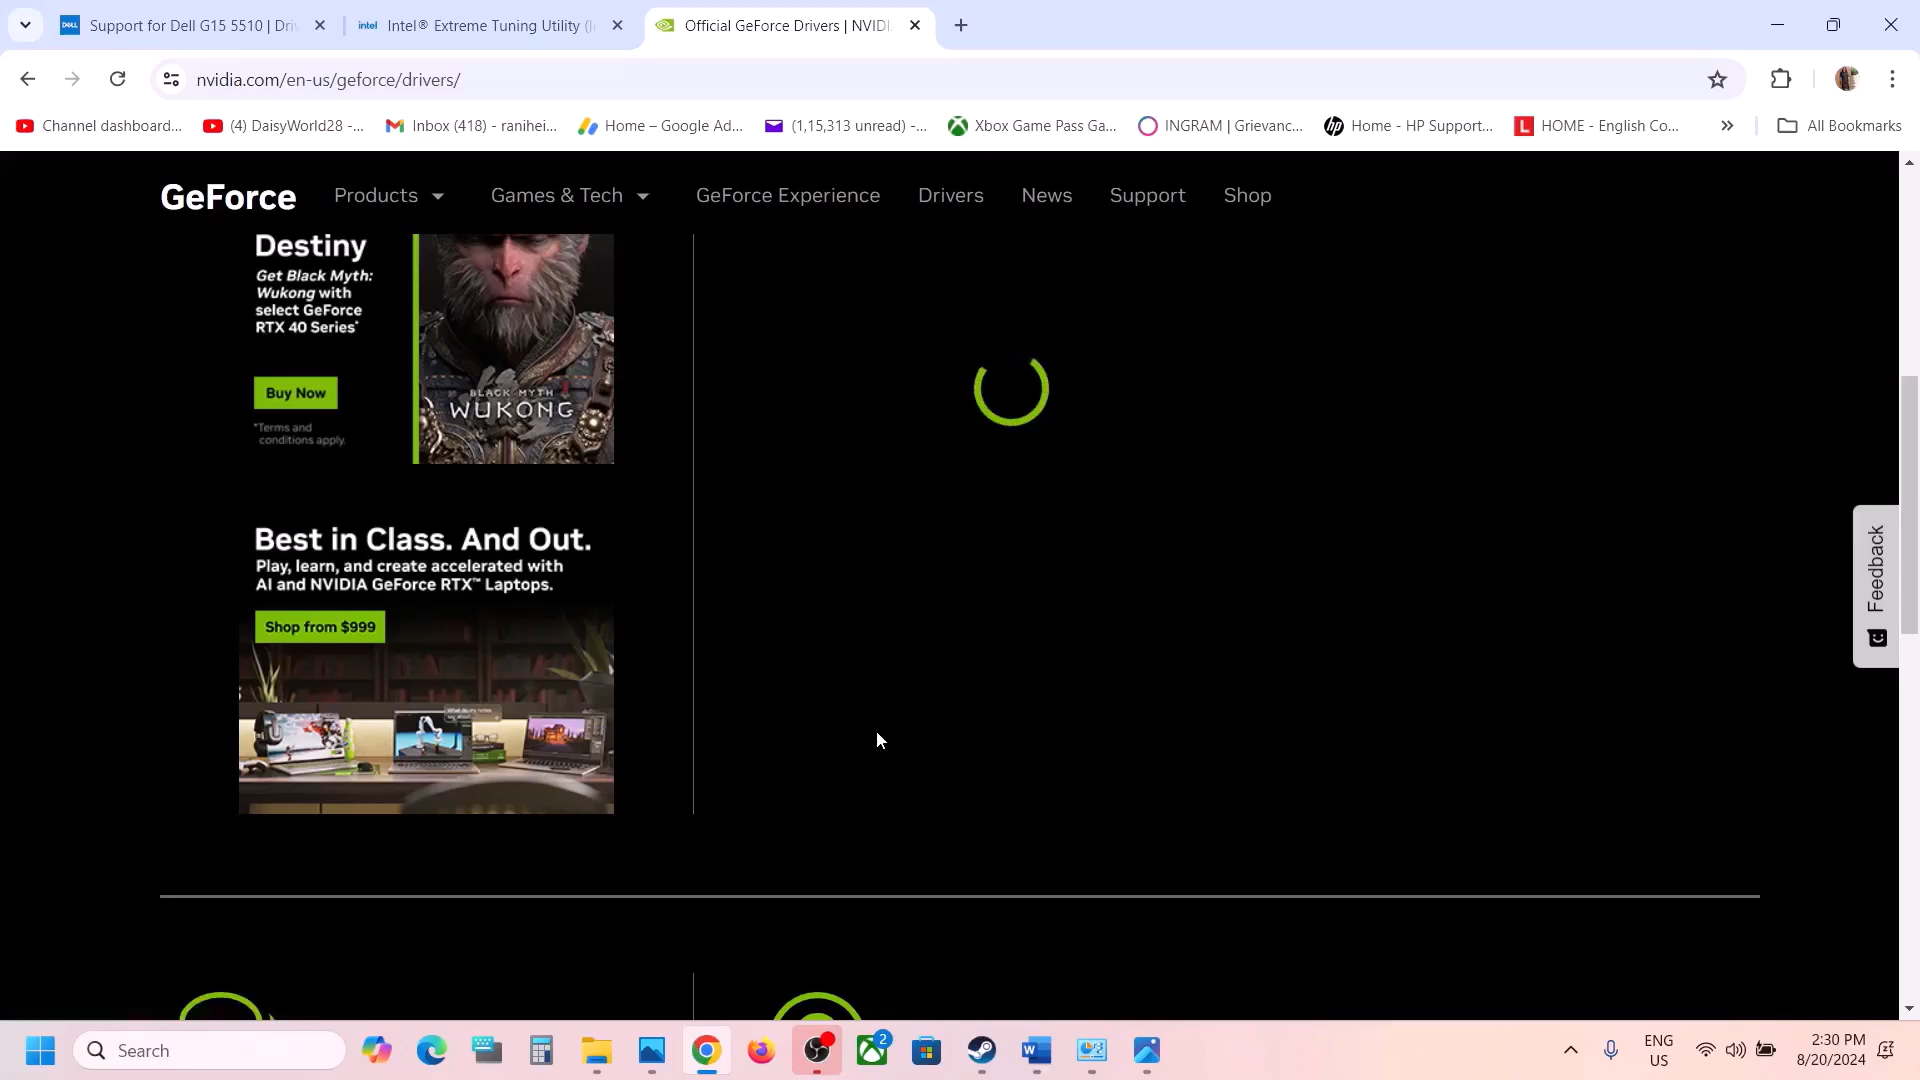 Support for Dell G15 5510 | Dri
intel Intel® Extreme Tuning Utility (I
Official GeForce Drivers | NVIDI
nvidia.com/en-us/geforce/drivers/
Channel dashboard...
(4) DaisyWorld28 -...
Inbox (418) - ranihei...
Home – Google Ad...
(1,15,313 unread) -...
Xbox Game Pass Ga...
INGRAM | Grievanc...
Home - HP Support...
HOME - English Co...
All Bookmarks
GeForce
Products
Games & Tech
GeForce Experience
Drivers
News
Support
Shop
Destiny
Get Black Myth:
Wukong with
select GeForce
RTX 40 Series*
Buy Now
*Terms and
conditions apply.
BLACK MYTH
WUKONG
Best in Class. And Out.
Play, learn, and create accelerated with
AI and NVIDIA GeForce RTX™ Laptops.
Shop from $999
Feedback
Search
2
ENG
US
2:30 PM
8/20/2024